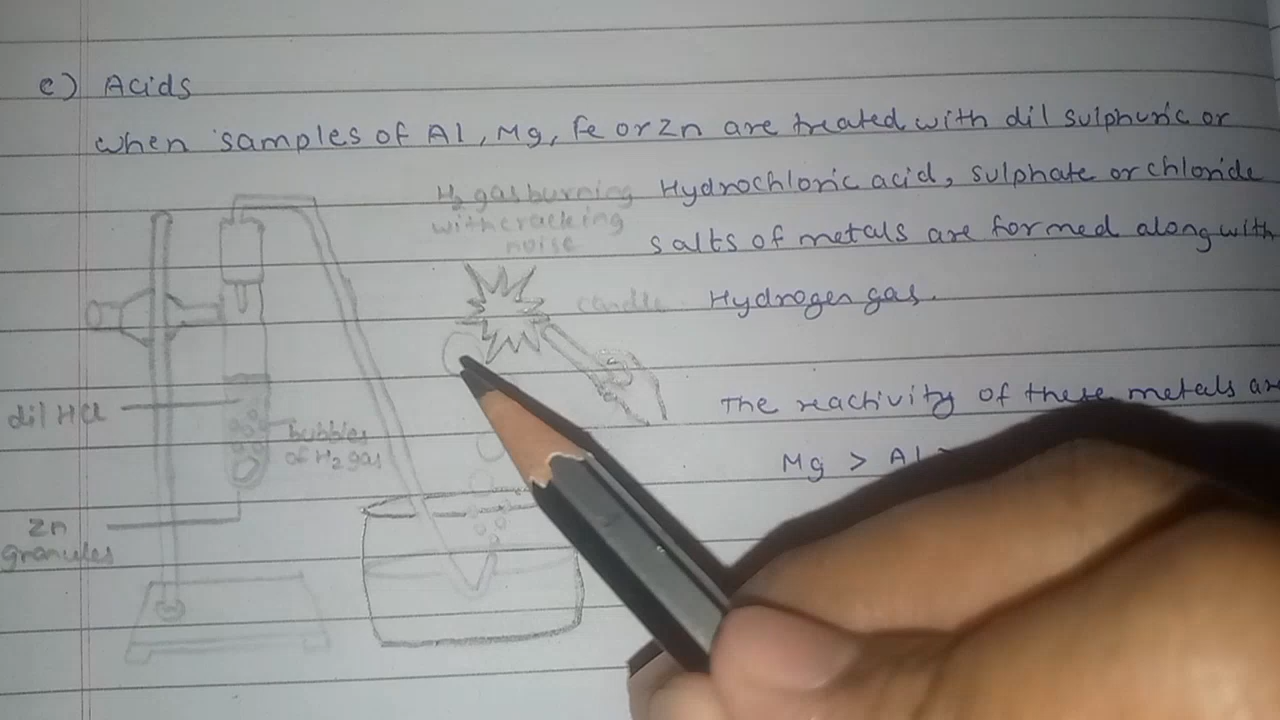 e) Acids
When samples of Al, Mg, Fe or Zn are treated with dil sulphuric or
Hydrochloric acid, sulphate or chloride
salts of metals are formed along with
Hydrogen gas.
H₂ gas burning
with cracking
noise
candle
The reactivity of these metals
Mg > Al >
dil HCl
bubbles
of H₂ gas
Zn
granules